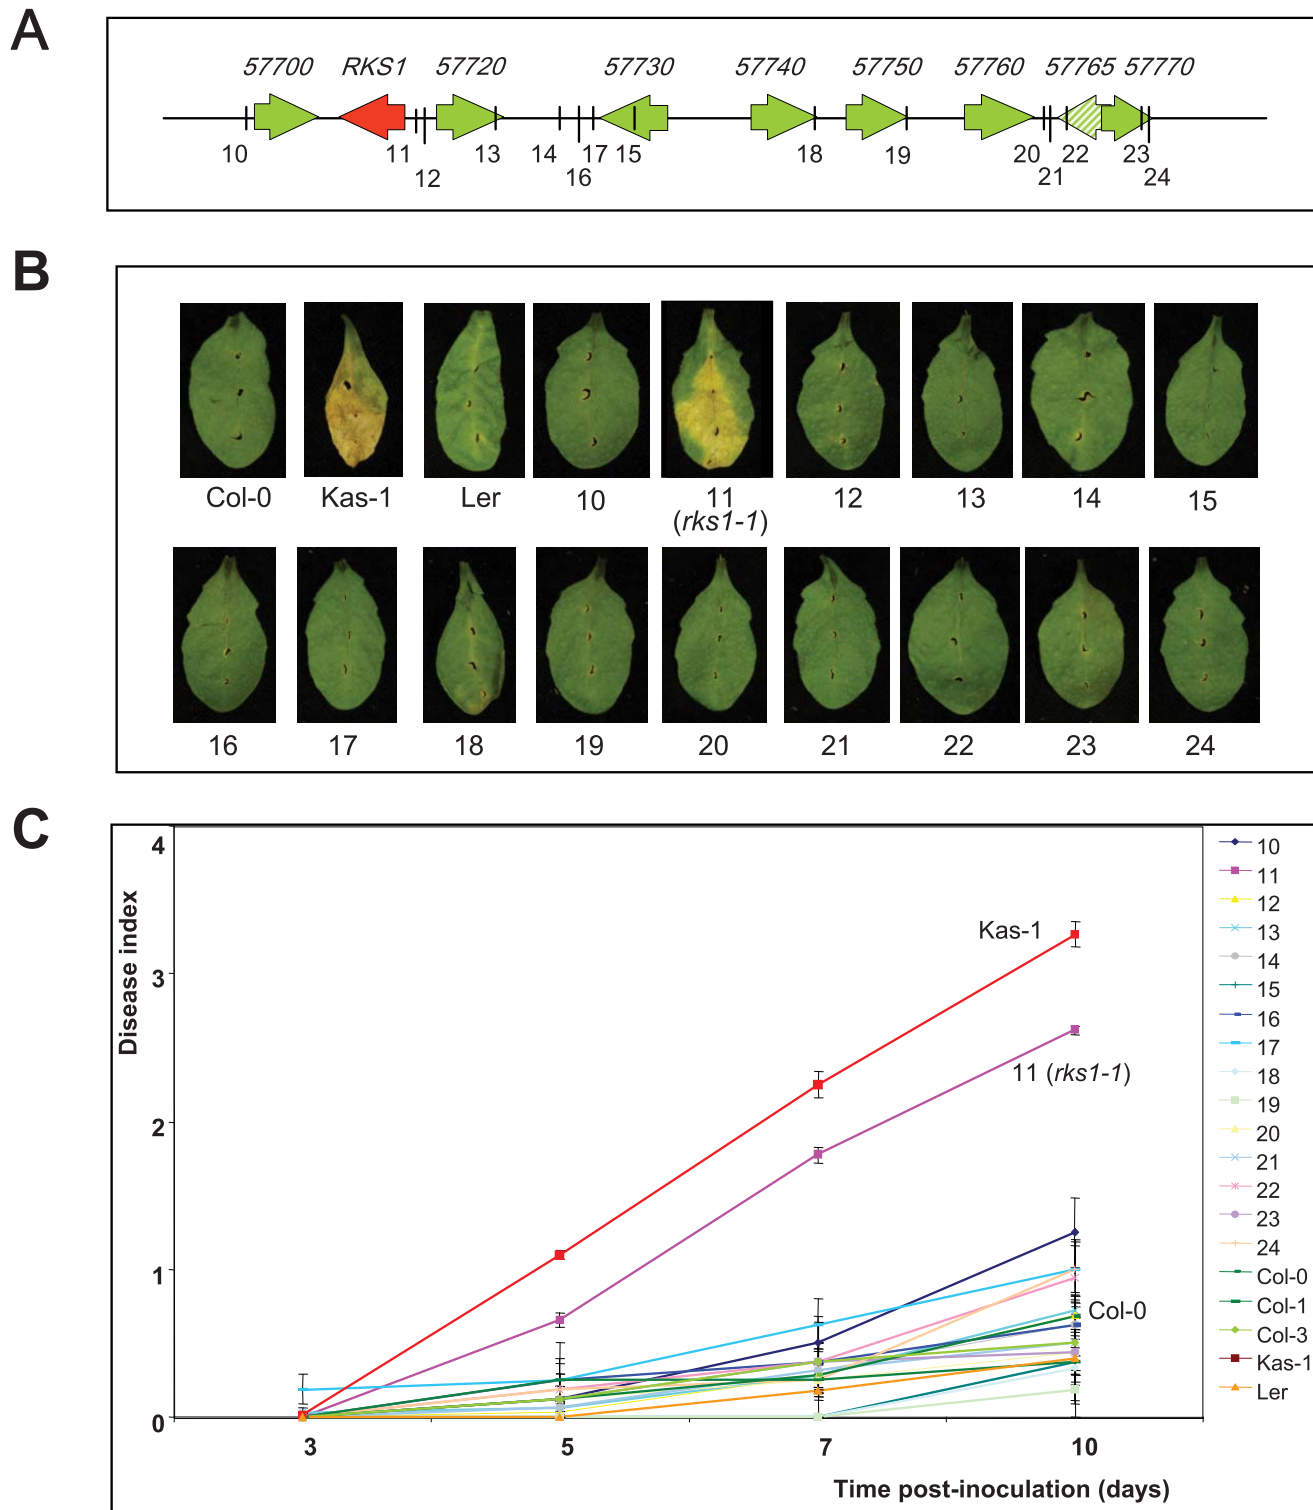 A
57700 RKS1 57720 57730 57740 57750 57760 57765 57770
10 11 13 14 17 15 18 19 20 22 23
12 16 21 24
B
Col-0 Kas-1 Ler 10 11 12 13 14 15
(rks1-1)
16 17 18 19 20 21 22 23 24
C
4
3
2
1
0
Disease index
Kas-1
11 (rks1-1)
Col-0
3 5 7 10
Time post-inoculation (days)
10
11
12
13
14
15
16
17
18
19
20
21
22
23
24
Col-0
Col-1
Col-3
Kas-1
Ler